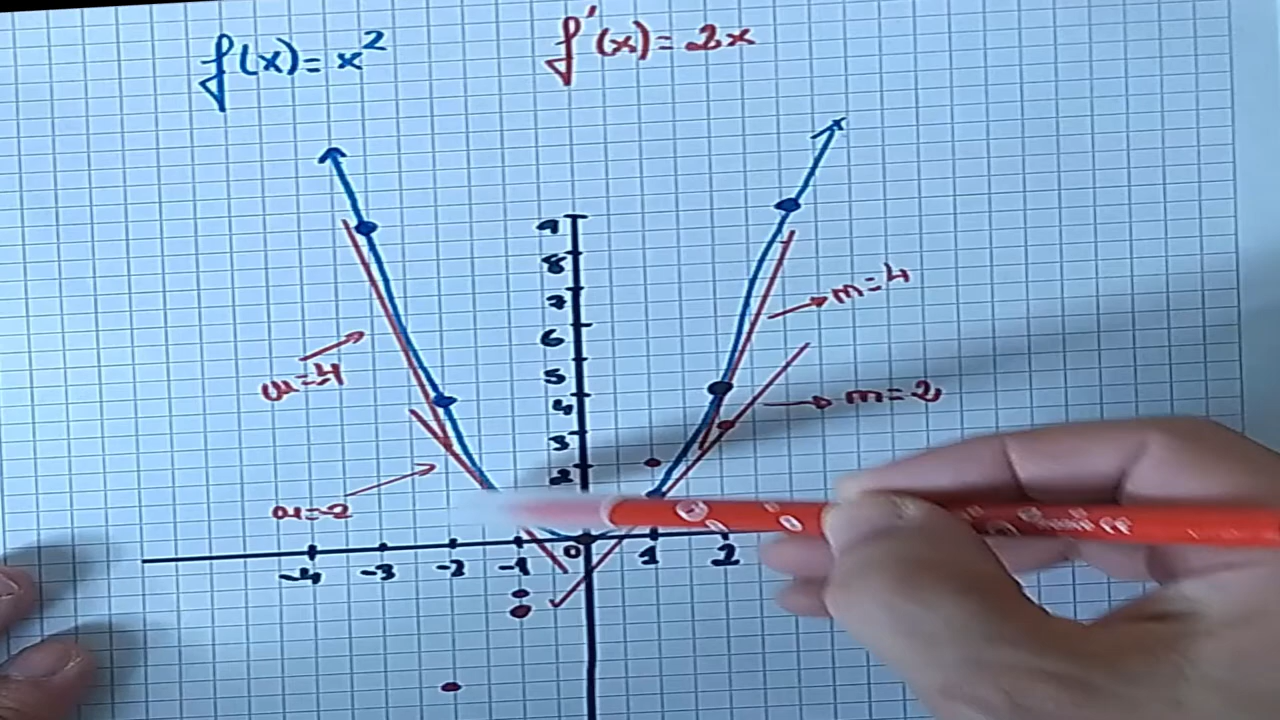 f(x) = x² f'(x) = 2x
9
8
7
m=4
6
m=-4
5
m=2
4
3
2
m=-2
-4 -3 -2 -1 0 1 2